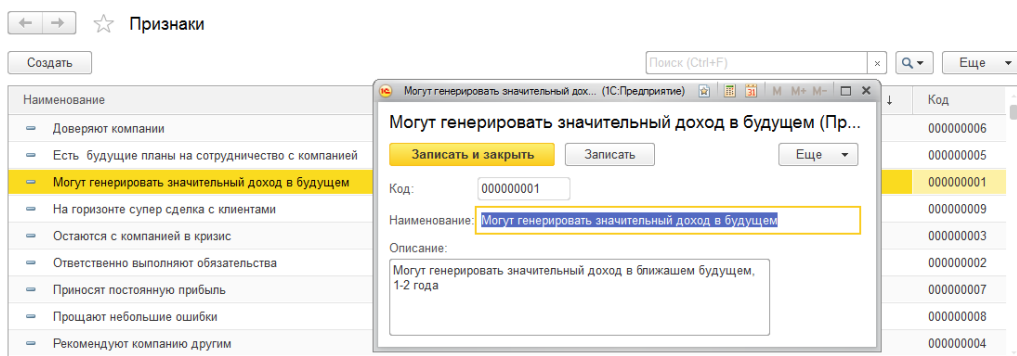 Признаки
Создать
Поиск (Ctrl+F)
×
Еще
Наименование
↓
Код
Доверяют компании
000000006
Есть будущие планы на сотрудничество с компанией
000000005
Могут генерировать значительный доход в будущем
000000001
На горизонте супер сделка с клиентами
000000009
Остаются с компанией в кризис
000000003
Ответственно выполняют обязательства
000000002
Приносят постоянную прибыль
000000007
Прощают небольшие ошибки
000000008
Рекомендуют компанию другим
000000004
Могут генерировать значительный дох... (1С:Предприятие)
31
M M+ M-
Могут генерировать значительный доход в будущем (Пр...
Записать и закрыть
Записать
Еще
Код:
000000001
Наименование:
Могут генерировать значительный доход в будущем
Описание:
Могут генерировать значительный доход в ближашем будущем,
1-2 года